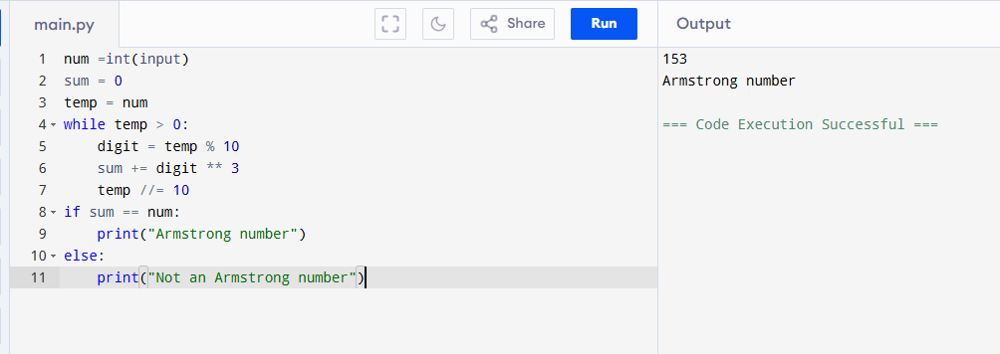 main.py
Share
Run
Output
1 num =int(input)
2 sum = 0
3 temp = num
4 while temp > 0:
5     digit = temp % 10
6     sum += digit ** 3
7     temp //= 10
8 if sum == num:
9     print("Armstrong number")
10 else:
11     print("Not an Armstrong number")
153
Armstrong number
=== Code Execution Successful ===